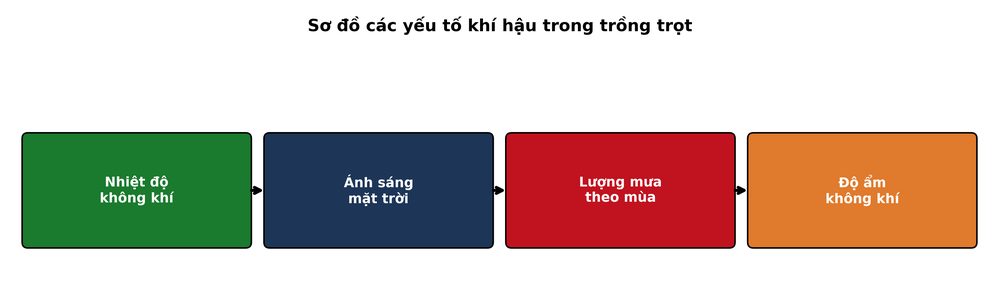 Sơ đồ các yếu tố khí hậu trong trồng trọt
Nhiệt độ
không khí
Ánh sáng
mặt trời
Lượng mưa
theo mùa
Độ ẩm
không khí